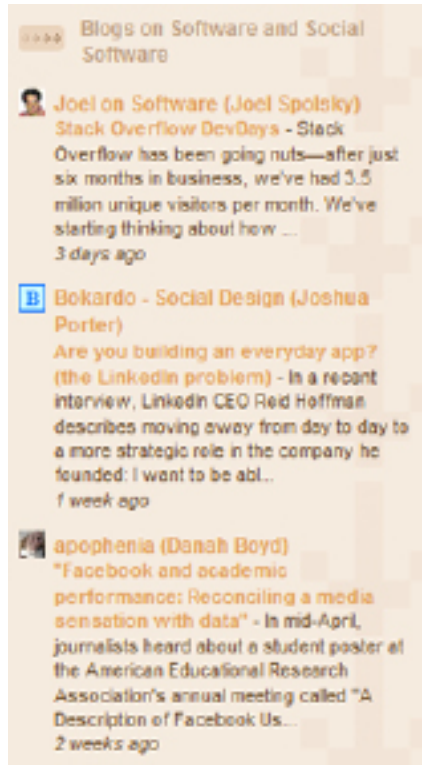 Blogs on Software and Social
Software
Joel on Software (Joel Spolsky)
Stack Overflow DevDays - Stack
Overflow has been going nuts—after just
six months in business, we've had 3.5
million unique visitors per month. We've
starting thinking about how ...
3 days ago
Bokardo - Social Design (Joshua
Porter)
Are you building an everyday app?
(the LinkedIn problem) - In a recent
interview, LinkedIn CEO Reid Hoffman
describes moving away from day to day to
a more strategic role in the company he
founded: I want to be abl...
1 week ago
apophenia (Danah Boyd)
"Facebook and academic
performance: Reconciling a media
sensation with data" - In mid-April,
journalists heard about a student poster at
the American Educational Research
Association's annual meeting called "A
Description of Facebook Us...
2 weeks ago